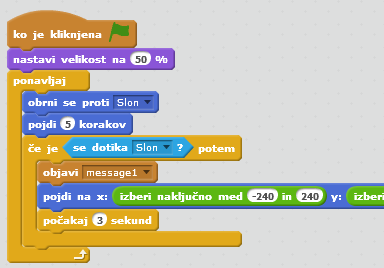 ko je kliknjena
nastavi velikost na 50 %
ponavljaj
obrni se proti Slon
pojdi 5 korakov
če je se dotika Slon ? potem
objavi message1
pojdi na x: izberi naključno med -240 in 240 y: izberi
počakaj 3 sekund